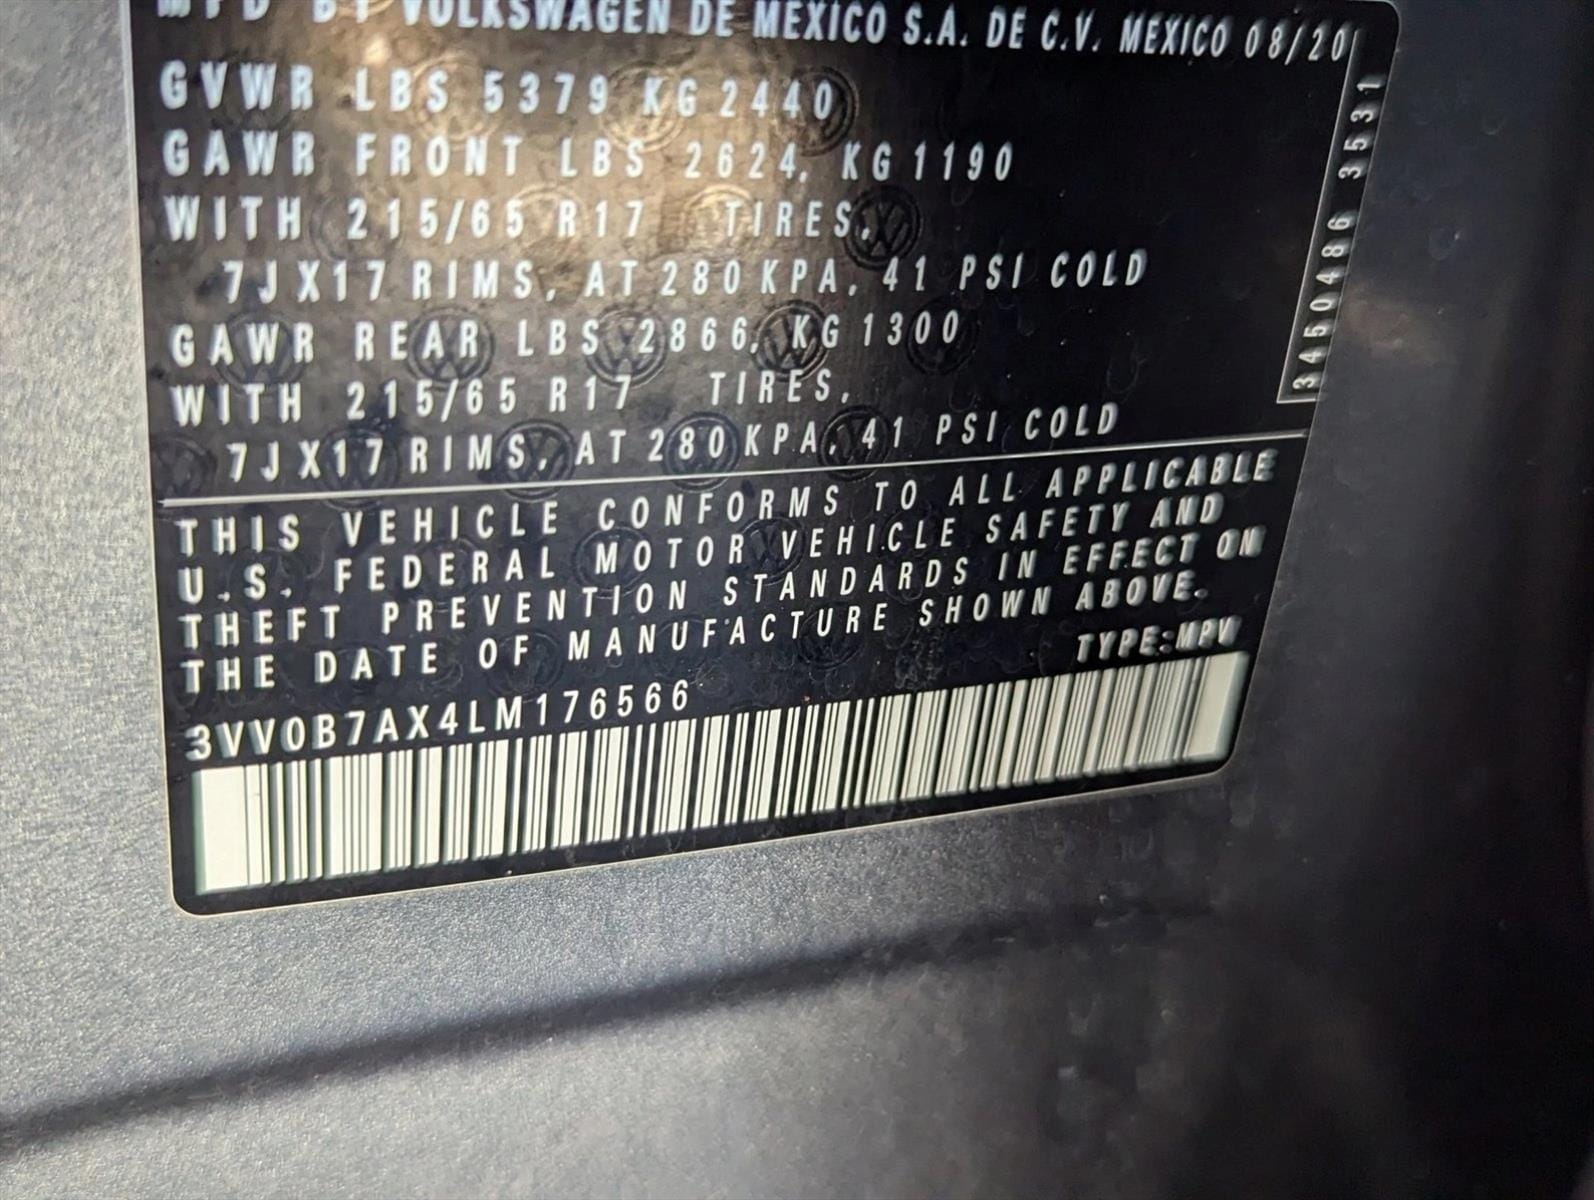 MFD BY VOLKSWAGEN DE MEXICO S.A. DE C.V. MEXICO 08/20
GVWR LBS 5379 KG 2440
GAWR FRONT LBS 2624, KG 1190
WITH 215/65 R17 TIRES,
7JX17 RIMS, AT 280 KPA, 41 PSI COLD
GAWR REAR LBS 2866, KG 1300
WITH 215/65 R17 TIRES,
7JX17 RIMS, AT 280 KPA, 41 PSI COLD
THIS VEHICLE CONFORMS TO ALL APPLICABLE
U.S. FEDERAL MOTOR VEHICLE SAFETY AND
THEFT PREVENTION STANDARDS IN EFFECT ON
THE DATE OF MANUFACTURE SHOWN ABOVE.
TYPE:MPV
3VV0B7AX4LM176566
3450486 3531